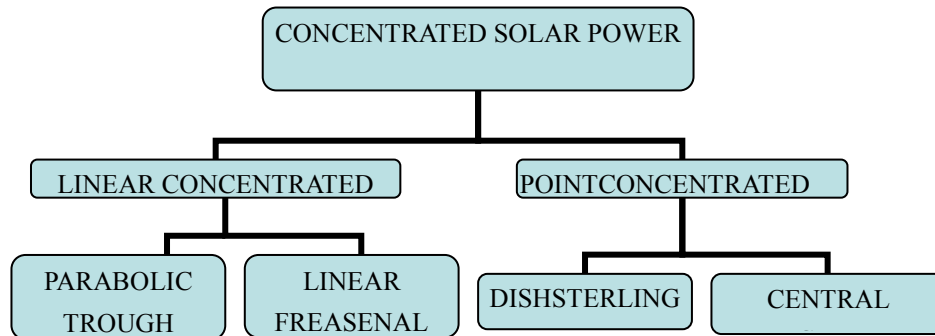 CONCENTRATED SOLAR POWER
LINEAR CONCENTRATED
POINTCONCENTRATED
PARABOLIC
TROUGH
LINEAR
FREASENAL
DISHSTERLING
CENTRAL